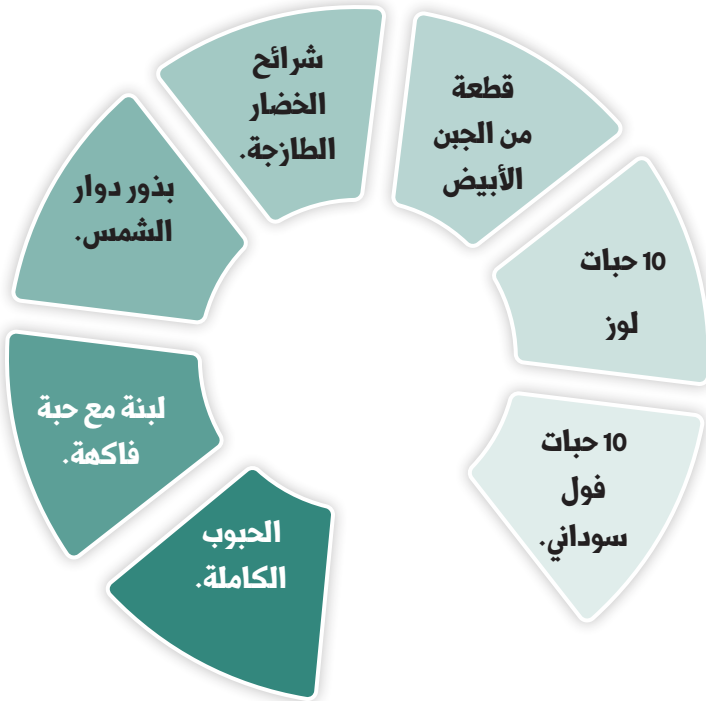 شرائح
الخضار
الطازجة.
قطعة
من الجبن
الأبيض
10 حبات
لوز
10 حبات
فول
سوداني.
بذور دوار
الشمس.
لبنة مع حبة
فاكهة.
الحبوب
الكاملة.